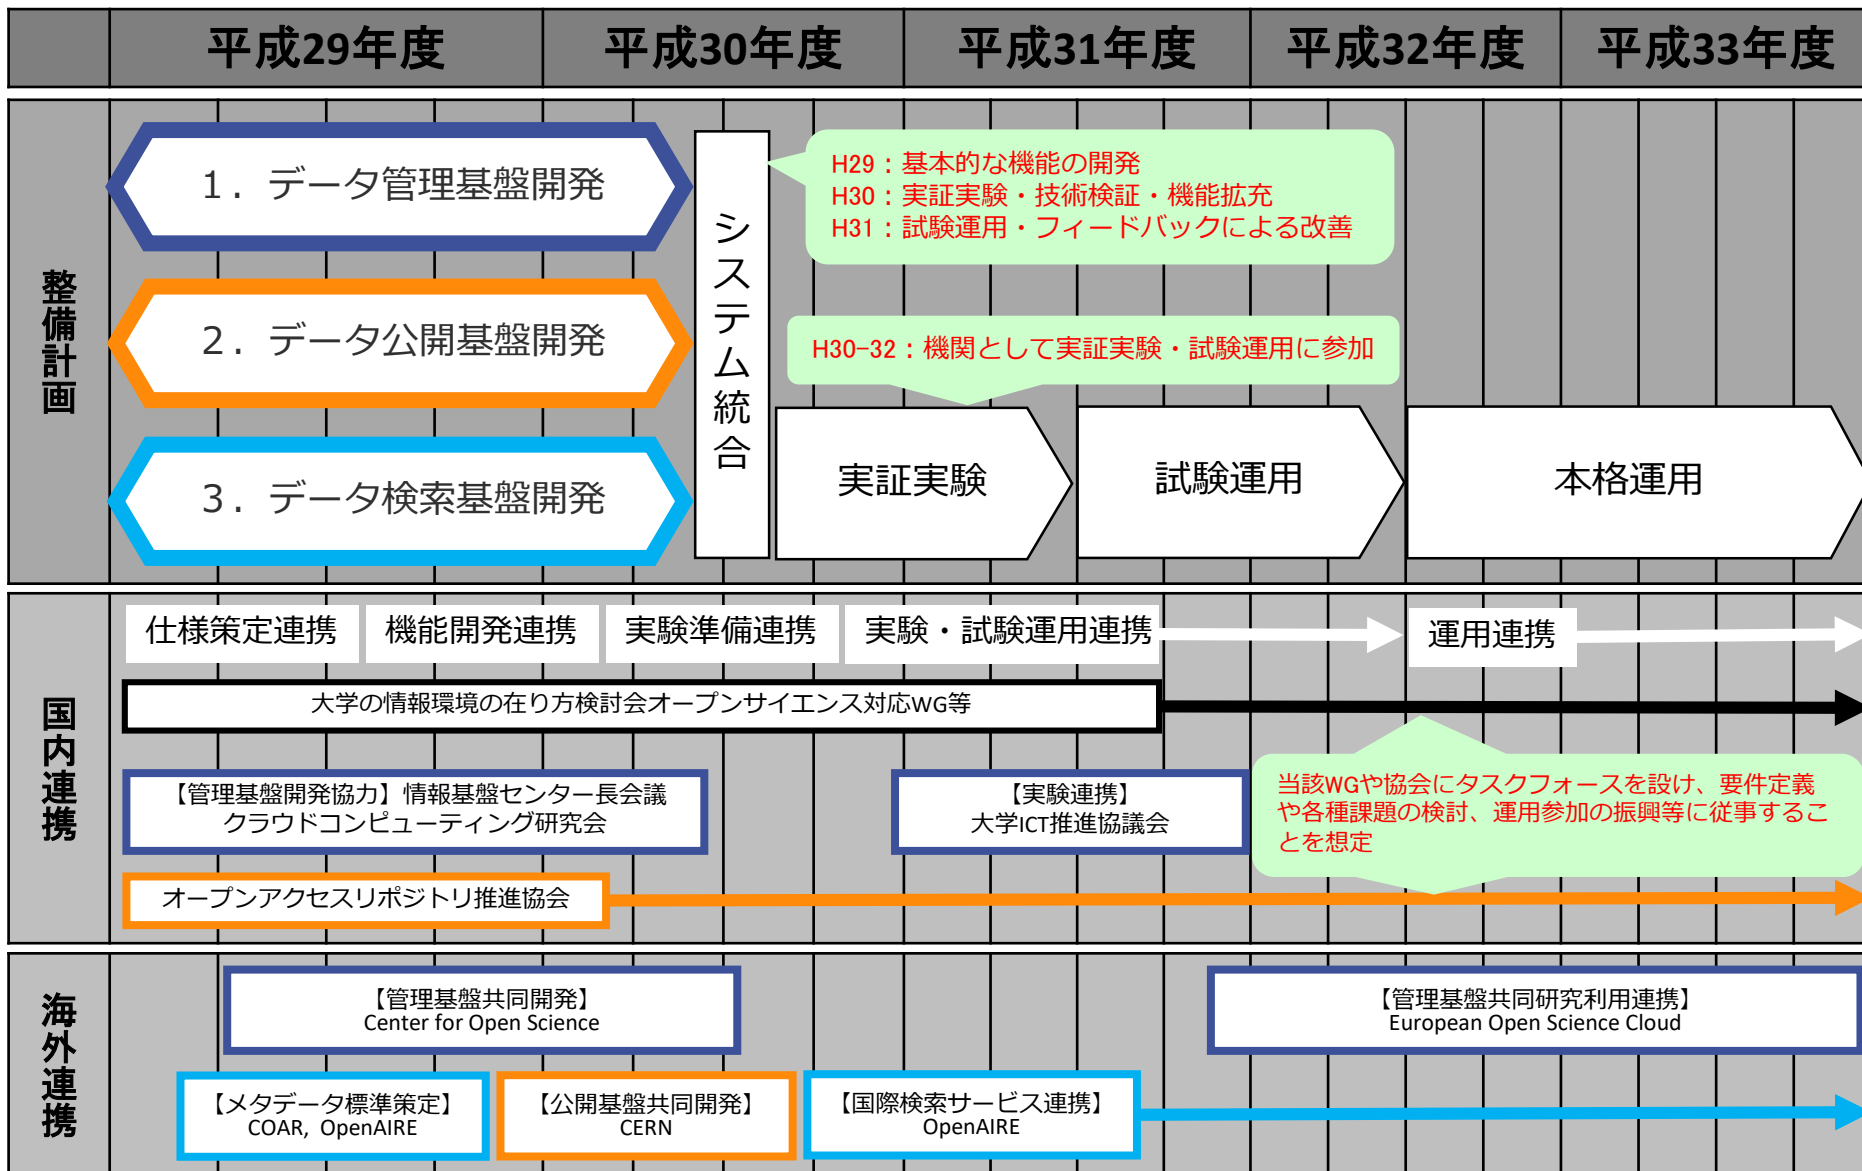 平成29年度
平成30年度
平成31年度
平成32年度
平成33年度
整備計画
1. データ管理基盤開発
2. データ公開基盤開発
3. データ検索基盤開発
システム統合
H29:基本的な機能の開発
H30:実証実験・技術検証・機能拡充
H31:試験運用・フィードバックによる改善
H30-32:機関として実証実験・試験運用に参加
実証実験
試験運用
本格運用
国内連携
仕様策定連携
機能開発連携
実験準備連携
実験・試験運用連携
運用連携
大学の情報環境の在り方検討会オープンサイエンス対応WG等
【管理基盤開発協力】情報基盤センター長会議
クラウドコンピューティング研究会
【実験連携】
大学ICT推進協議会
当該WGや協会にタスクフォースを設け、要件定義
や各種課題の検討、運用参加の振興等に従事するこ
とを想定
オープンアクセスリポジトリ推進協会
海外連携
【管理基盤共同開発】
Center for Open Science
【管理基盤共同研究利用連携】
European Open Science Cloud
【メタデータ標準策定】
COAR, OpenAIRE
【公開基盤共同開発】
CERN
【国際検索サービス連携】
OpenAIRE